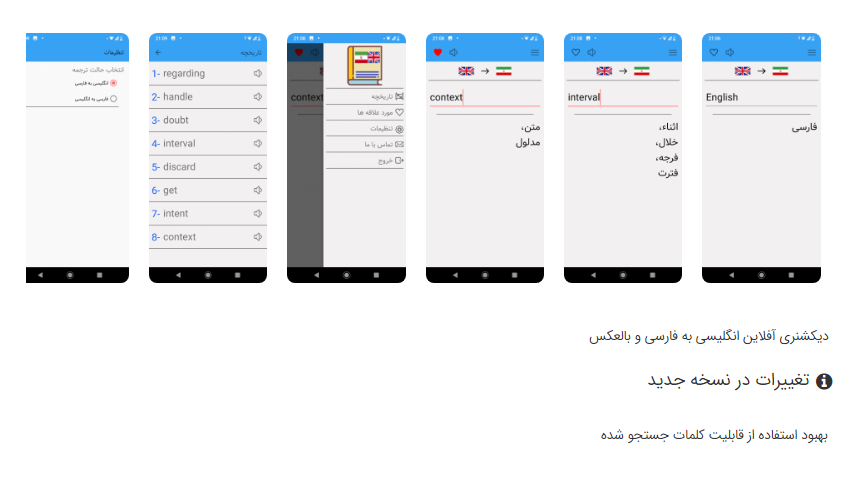 تنظیمات
انتخاب حالت ترجمه
انگلیسی به فارسی
فارسی به انگلیسی
21:09
تاریخچه
1- regarding
2- handle
3- doubt
4- interval
5- discard
6- get
7- intent
8- context
21:08
context
تاریخچه
مورد علاقه ها
تنظیمات
تماس با ما
خروج
21:08
context
متن،
مدلول
21:08
interval
اثناء،
خلال،
فرجه،
فترت
21:06
English
فارسی
دیکشنری آفلاین انگلیسی به فارسی و بالعکس
تغییرات در نسخه جدید
بهبود استفاده از قابلیت کلمات جستجو شده